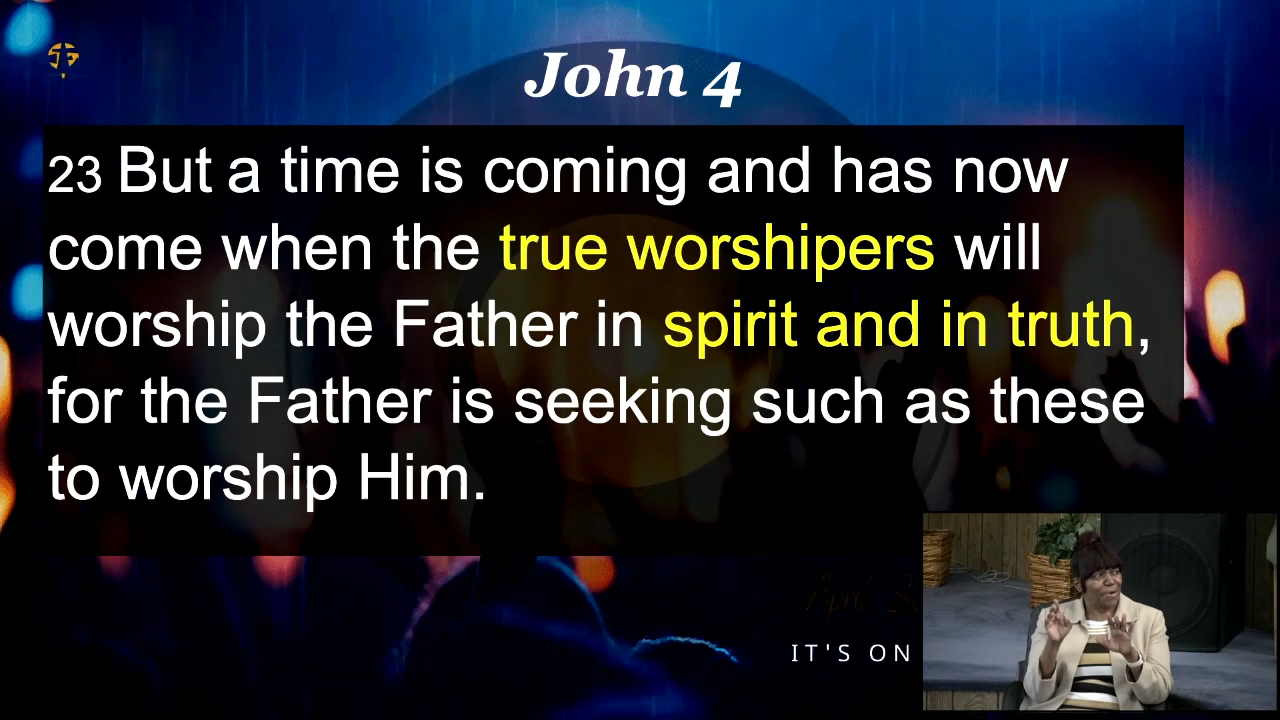 John 4
23 But a time is coming and has now
come when the true worshipers will
worship the Father in spirit and in truth,
for the Father is seeking such as these
to worship Him.
April
IT'S ON